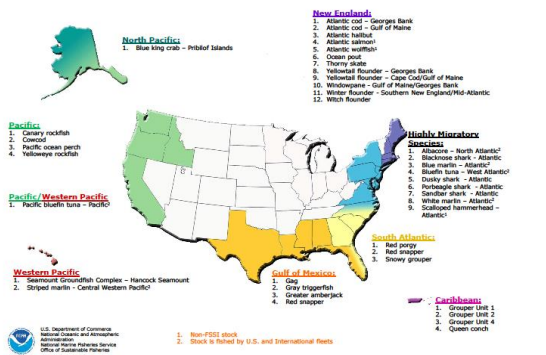 North Pacific:
1. Blue king crab – Pribilof Islands
New England:
1. Atlantic cod – Georges Bank
2. Atlantic cod – Gulf of Maine
3. Atlantic halibut
4. Atlantic salmon¹
5. Atlantic wolffish¹
6. Ocean pout
7. Thorny skate
8. Yellowtail flounder – Georges Bank
9. Yellowtail flounder – Cape Cod/Gulf of Maine
10. Windowpane - Gulf of Maine/Georges Bank
11. Winter flounder - Southern New England/Mid-Atlantic
12. Witch flounder
Pacific:
1. Canary rockfish
2. Cowcod
3. Pacific ocean perch
4. Yelloweye rockfish
Highly Migratory
Species:
1. Albacore – North Atlantic²
2. Blacknose shark - Atlantic
3. Blue marlin – Atlantic²
4. Bluefin tuna – West Atlantic²
5. Dusky shark - Atlantic
6. Porbeagle shark - Atlantic
7. Sandbar shark - Atlantic
8. White marlin – Atlantic²
9. Scalloped hammerhead –
Atlantic¹
Pacific/Western Pacific
1. Pacific bluefin tuna – Pacific²
South Atlantic:
1. Red porgy
2. Red snapper
3. Snowy grouper
Western Pacific
1. Seamount Groundfish Complex – Hancock Seamount
2. Striped marlin - Central Western Pacific²
Gulf of Mexico:
1. Gag
2. Gray triggerfish
3. Greater amberjack
4. Red snapper
Caribbean:
1. Grouper Unit 1
2. Grouper Unit 2
3. Grouper Unit 4
4. Queen conch
NOAA
U.S. Department of Commerce
National Oceanic and Atmospheric
Administration
National Marine Fisheries Service
Office of Sustainable Fisheries
1. Non-FSSI stock
2. Stock is fished by U.S. and International fleets